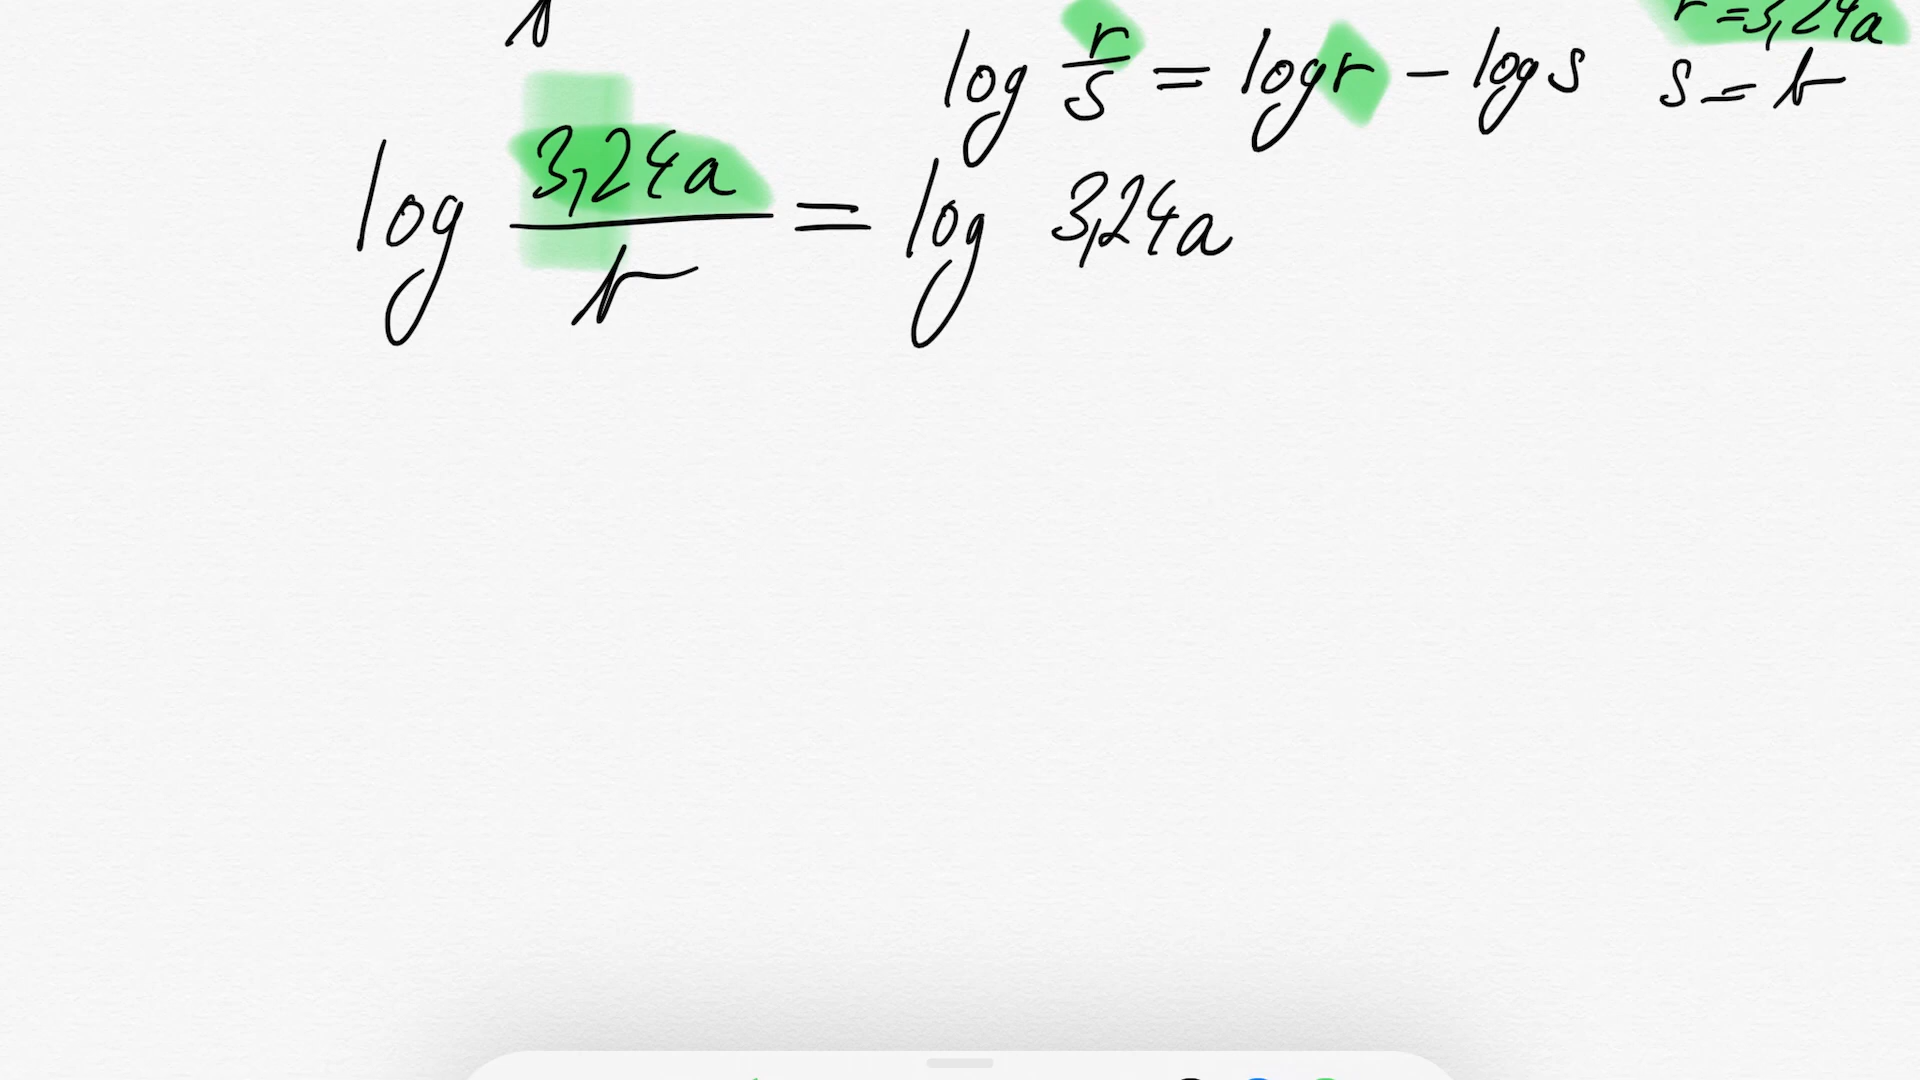 r = 3,24a
log r/s = log r - log s s = b
log 3,24a/b = log 3,24a